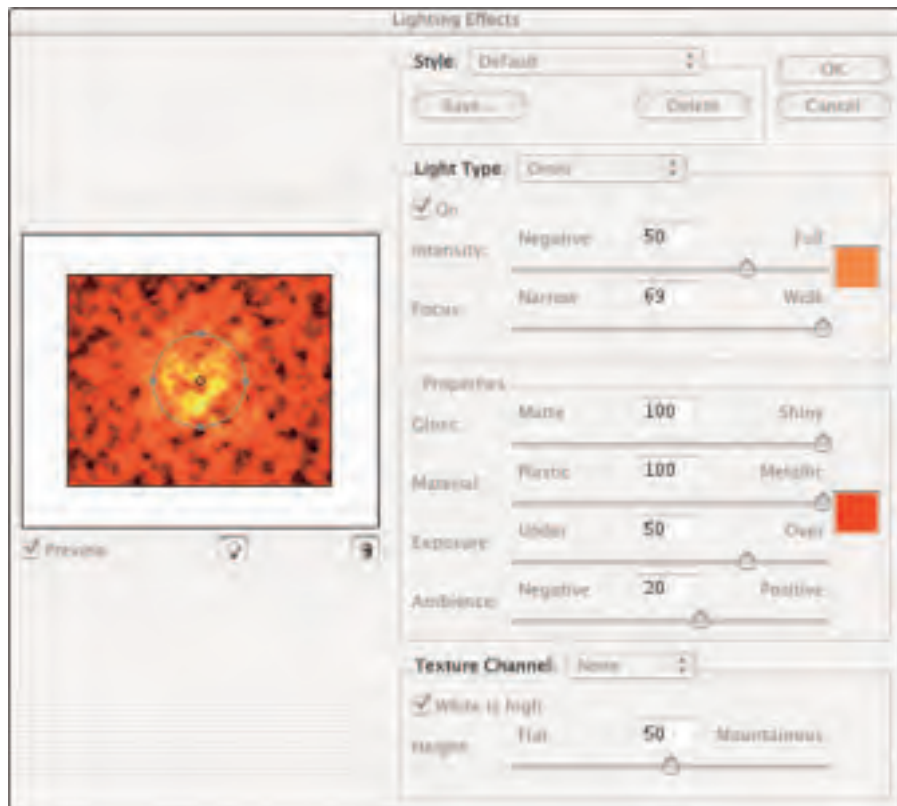 Lighting Effects
Style: Default
OK
Save...
Delete
Cancel
Light Type: Omni
On
Intensity: Negative 50 Full
Focus: Narrow 69 Wide
Properties:
Gloss: Matte 100 Shiny
Material: Plastic 100 Metallic
Exposure: Under 50 Over
Ambience: Negative 20 Positive
Preview
Texture Channel: None
White is high
Height: Flat 50 Mountainous